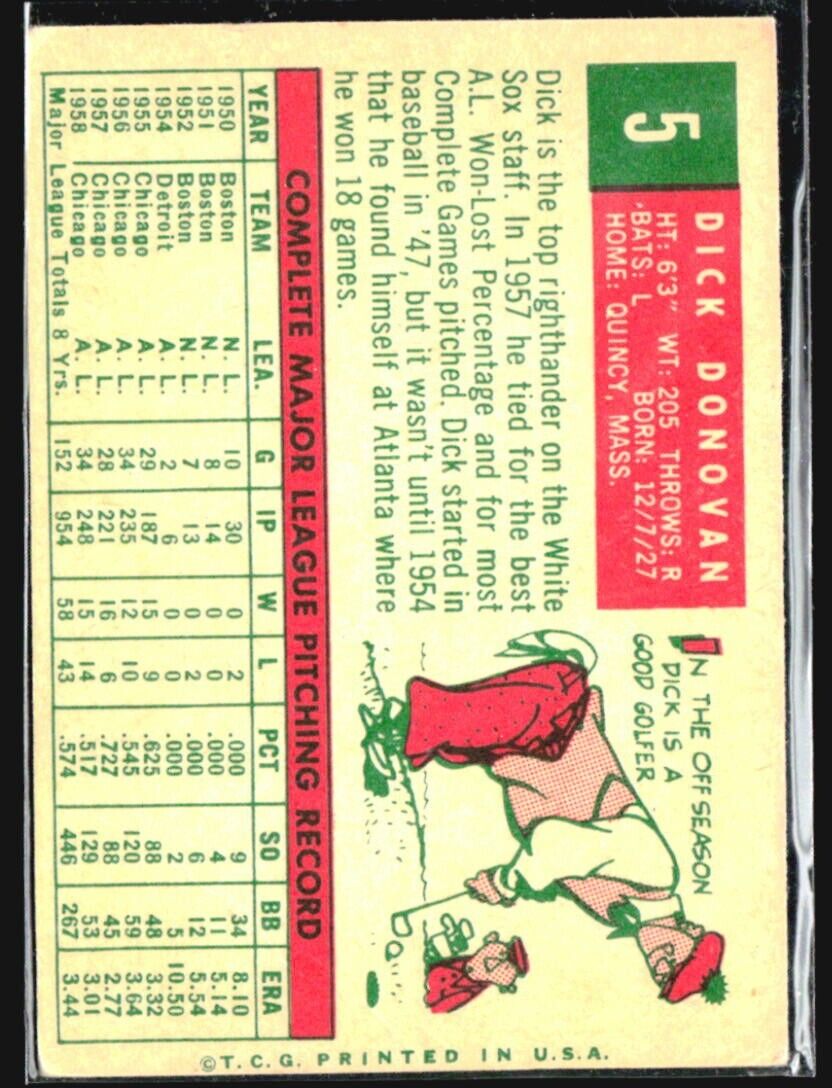 5
DICK DONOVAN
HT: 6'3" WT: 205 THROWS: R
BATS: L BORN: 12/7/27
HOME: QUINCY, MASS.
IN THE OFF SEASON
DICK IS A
GOOD GOLFER
Dick is the top righthander on the White
Sox staff. In 1957 he tied for the best
A.L. Won-Lost Percentage and for most
Complete Games pitched. Dick started in
baseball in '47, but it wasn't until 1954
that he found himself at Atlanta where
he won 18 games.
COMPLETE MAJOR LEAGUE PITCHING RECORD
YEAR TEAM LEA. G IP W L PCT SO BB ERA
1950 Boston N. L. 10 30 0 2 .000 9 34 8.10
1951 Boston N. L. 8 14 0 0 .000 4 11 5.14
1952 Boston N. L. 7 13 0 2 .000 6 12 5.54
1954 Detroit A. L. 2 6 0 0 .000 2 5 10.50
1955 Chicago A. L. 29 187 15 9 .625 88 48 3.32
1956 Chicago A. L. 34 235 12 10 .545 120 59 3.64
1957 Chicago A. L. 28 221 16 6 .727 88 45 2.77
1958 Chicago A. L. 34 248 15 14 .517 129 53 3.01
Major League Totals 8 Yrs. 152 954 58 43 .574 446 267 3.44
©T.C.G. PRINTED IN U.S.A.